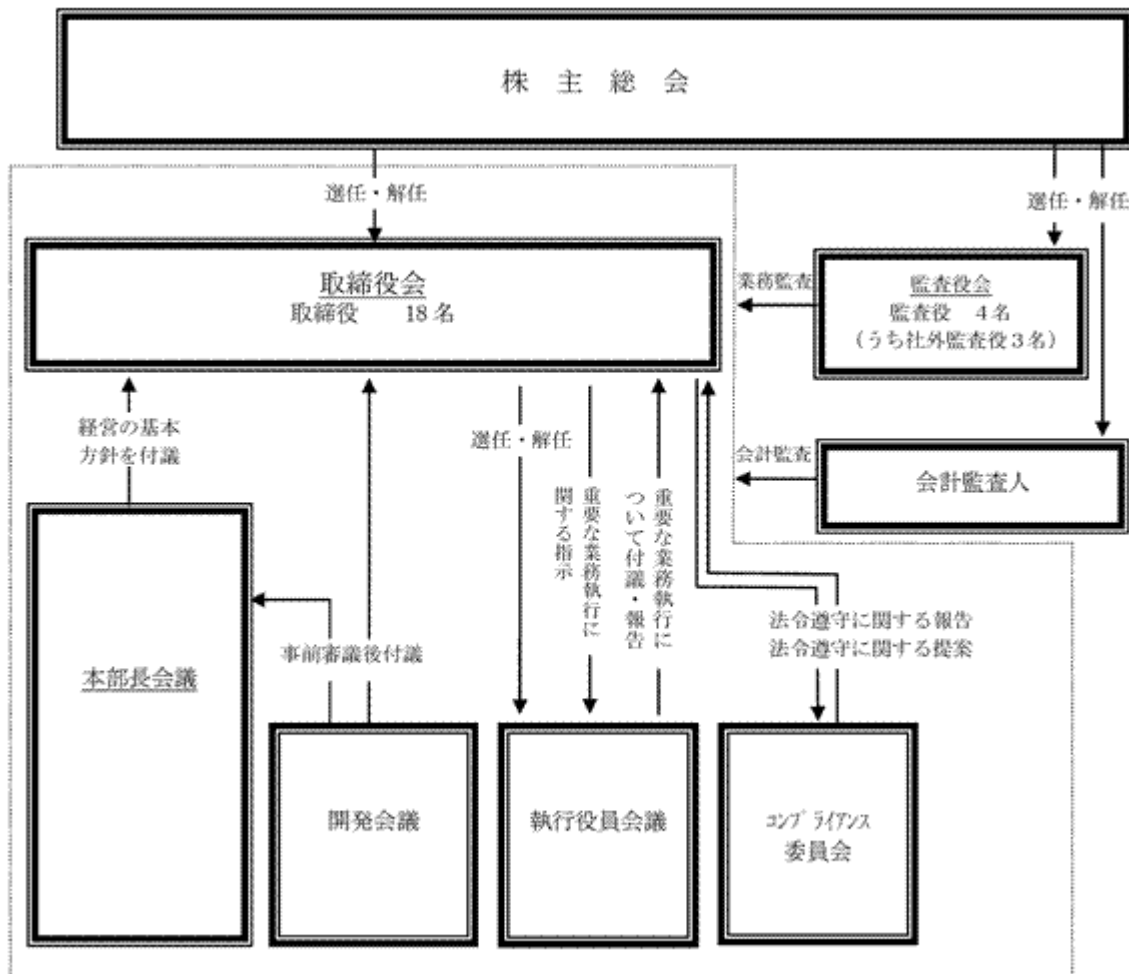 株 主 総 会
選任・解任
選任・解任
取締役会
取締役 18名
業務監査
監査役会
監査役 4名
（うち社外監査役3名）
経営の基本
方針を付議
選任・解任
重要な業務執行に
関する指示
重要な業務執行に
ついて付議・報告
会計監査
会計監査人
法令遵守に関する報告
法令遵守に関する提案
事前審議後付議
本部長会議
開発会議
執行役員会議
ｺﾝﾌﾟﾗｲｱﾝｽ
委員会